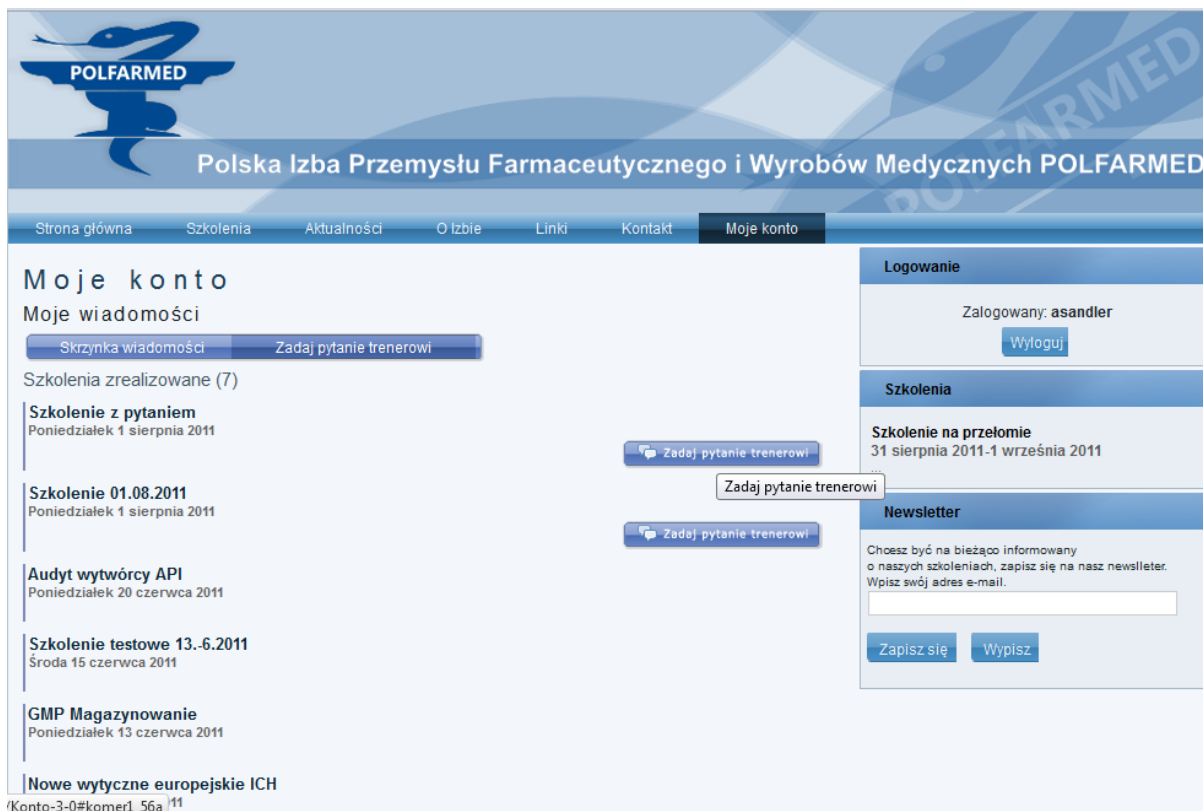 POLFARMED
POLFARMED
Polska Izba Przemysłu Farmaceutycznego i Wyrobów Medycznych POLFARMED
Strona główna Szkolenia Aktualności O Izbie Linki Kontakt Moje konto
Moje konto
Moje wiadomości
Skrzynka wiadomości Zadaj pytanie trenerowi
Szkolenia zrealizowane (7)
Szkolenie z pytaniem
Poniedziałek 1 sierpnia 2011
Zadaj pytanie trenerowi
Zadaj pytanie trenerowi
Szkolenie 01.08.2011
Poniedziałek 1 sierpnia 2011
Zadaj pytanie trenerowi
Audyt wytwórcy API
Poniedziałek 20 czerwca 2011
Szkolenie testowe 13.-6.2011
Środa 15 czerwca 2011
GMP Magazynowanie
Poniedziałek 13 czerwca 2011
Nowe wytyczne europejskie ICH
/Konto-3-0#komer1_56a
Logowanie
Zalogowany: asandler
Wyloguj
Szkolenia
Szkolenie na przełomie
31 sierpnia 2011-1 września 2011
...
Newsletter
Chcesz być na bieżąco informowany
o naszych szkoleniach, zapisz się na nasz newslleter.
Wpisz swój adres e-mail.
Zapisz się Wypisz